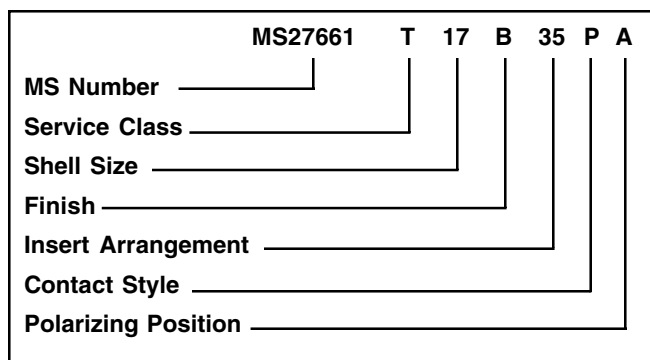 MS27661 T 17 B 35 P A
MS Number
Service Class
Shell Size
Finish
Insert Arrangement
Contact Style
Polarizing Position